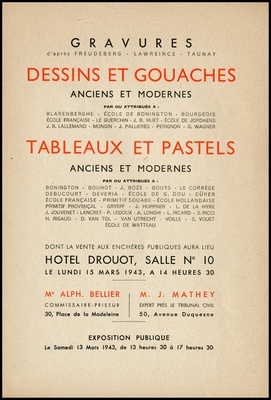 GRAVURES
d'après FREUDEBERG - LAWREINCE - TAUNAY
DESSINS ET GOUACHES
ANCIENS ET MODERNES
PAR OU ATTRIBUÉS A :
BLARENBERGHE - ÉCOLE DE BONINGTON - BOURGEOIS
ÉCOLE FRANÇAISE - LE GUERCHIN - J. B. HUET - ÉCOLE DE JORDAENS
J. B. LALLEMAND - MONGIN - J. PALLIERES - PERIGNON - G. WAGNER
TABLEAUX ET PASTELS
ANCIENS ET MODERNES
PAR OU ATTRIBUÉS A :
BONINGTON - BOUHOT - J. BOZE - BOUYS - LE CORRÈGE
DEBUCOURT - DEVERIA - ÉCOLE DE G. DOU - DÜRER
ÉCOLE FRANÇAISE - PRIMITIF SOUABE - ÉCOLE HOLLANDAISE
PRIMITIF PROVENÇAL - GRYEFF - J. HOPPNER - L. DE LA HYRE
J. JOUVENET - LANCRET - P. LEDOUX - A. LONGHI - L. RICARD - S. RICCI
H. RIGAUD - D. VAN TOL - VAN UTRECHT - VOILLE - S. VOUET
ÉCOLE DE WATTEAU
DONT LA VENTE AUX ENCHÈRES PUBLIQUES AURA LIEU
HOTEL DROUOT, SALLE N° 10
LE LUNDI 15 MARS 1943, A 14 HEURES 30
Me ALPH. BELLIER
COMMISSAIRE-PRISEUR
30, Place de la Madeleine
M. J. MATHEY
EXPERT PRÈS LE TRIBUNAL CIVIL
50, Avenue Duquesne
EXPOSITION PUBLIQUE
Le Samedi 13 Mars 1943, de 13 heures 30 à 17 heures 30